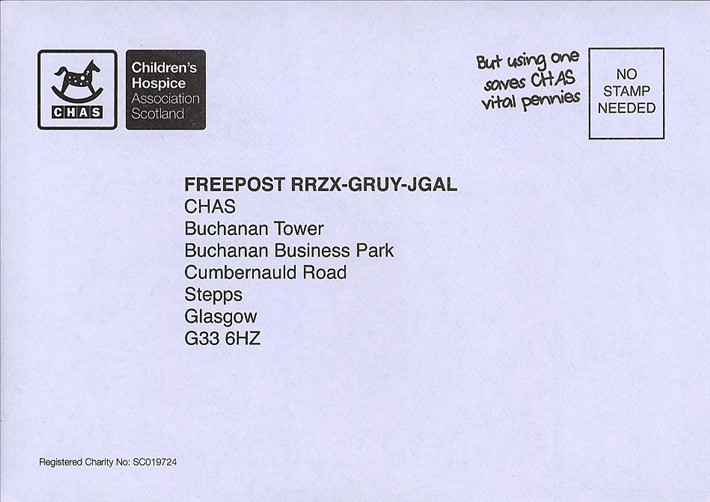 CHAS
Children's
Hospice
Association
Scotland
But using one
saves CHAS
vital pennies
NO
STAMP
NEEDED
FREEPOST RRZX-GRUY-JGAL
CHAS
Buchanan Tower
Buchanan Business Park
Cumbernauld Road
Stepps
Glasgow
G33 6HZ
Registered Charity No: SC019724